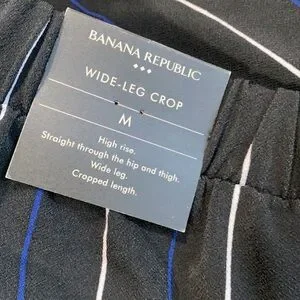 BANANA REPUBLIC
WIDE-LEG CROP
M
High rise.
Straight through the hip and thigh.
Wide leg.
Cropped length.